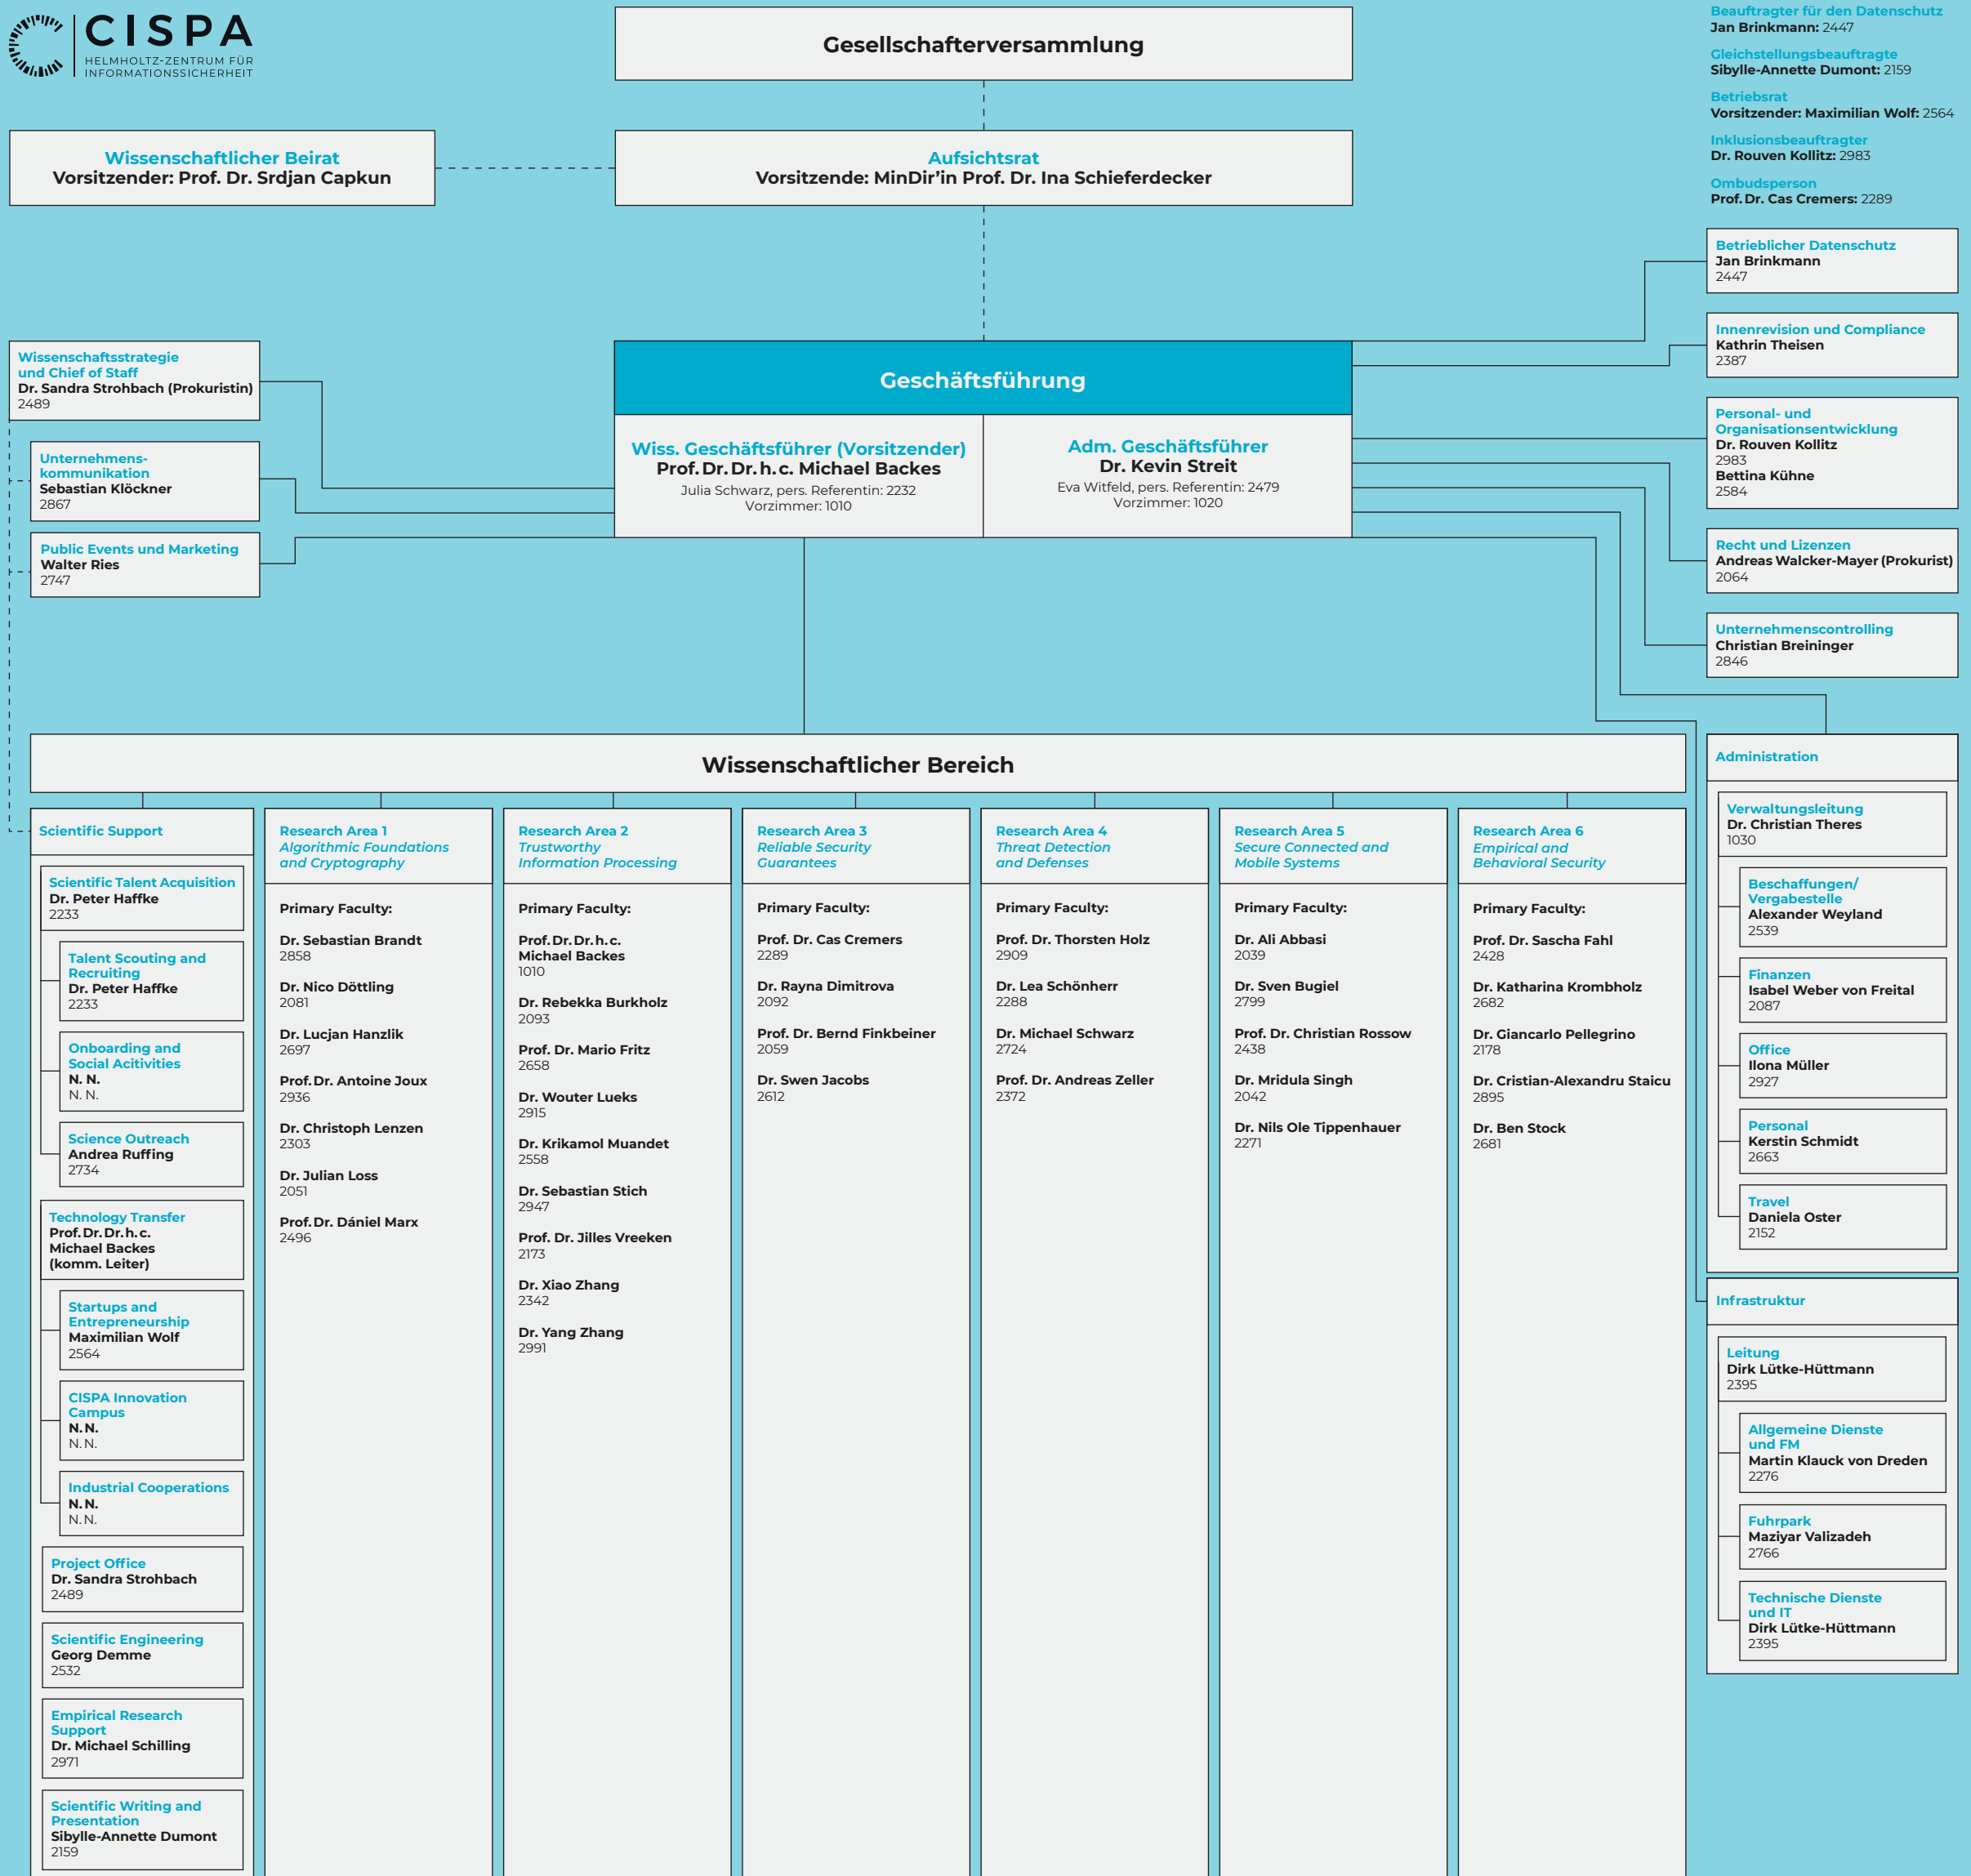 CISPA
HELMHOLTZ-ZENTRUM FÜR
INFORMATIONSSICHERHEIT
Gesellschafterversammlung
Beauftragter für den Datenschutz
Jan Brinkmann: 2447
Gleichstellungsbeauftragte
Sibylle-Annette Dumont: 2159
Betriebsrat
Vorsitzender: Maximilian Wolf: 2564
Inklusionsbeauftragter
Dr. Rouven Kollitz: 2983
Ombudsperson
Prof. Dr. Cas Cremers: 2289
Wissenschaftlicher Beirat
Vorsitzender: Prof. Dr. Srdjan Capkun
Aufsichtsrat
Vorsitzende: MinDir’in Prof. Dr. Ina Schieferdecker
Betrieblicher Datenschutz
Jan Brinkmann
2447
Innenrevision und Compliance
Kathrin Theisen
2387
Personal- und
Organisationsentwicklung
Dr. Rouven Kollitz
2983
Bettina Kühne
2584
Recht und Lizenzen
Andreas Walcker-Mayer (Prokurist)
2064
Unternehmenscontrolling
Christian Breininger
2846
Wissenschaftsstrategie
und Chief of Staff
Dr. Sandra Strohbach (Prokuristin)
2489
Unternehmens-
kommunikation
Sebastian Klöckner
2867
Public Events und Marketing
Walter Ries
2747
Geschäftsführung
Wiss. Geschäftsführer (Vorsitzender)
Prof. Dr. Dr. h. c. Michael Backes
Julia Schwarz, pers. Referentin: 2232
Vorzimmer: 1010
Adm. Geschäftsführer
Dr. Kevin Streit
Eva Witfeld, pers. Referentin: 2479
Vorzimmer: 1020
Wissenschaftlicher Bereich
Scientific Support
Scientific Talent Acquisition
Dr. Peter Haffke
2233
Talent Scouting and
Recruiting
Dr. Peter Haffke
2233
Onboarding and
Social Acitivities
N. N.
N. N.
Science Outreach
Andrea Ruffing
2734
Technology Transfer
Prof. Dr. Dr. h. c.
Michael Backes
(komm. Leiter)
Startups and
Entrepreneurship
Maximilian Wolf
2564
CISPA Innovation
Campus
N. N.
N. N.
Industrial Cooperations
N. N.
N. N.
Project Office
Dr. Sandra Strohbach
2489
Scientific Engineering
Georg Demme
2532
Empirical Research
Support
Dr. Michael Schilling
2971
Scientific Writing and
Presentation
Sibylle-Annette Dumont
2159
Research Area 1
Algorithmic Foundations
and Cryptography
Primary Faculty:
Dr. Sebastian Brandt
2858
Dr. Nico Döttling
2081
Dr. Lucjan Hanzlik
2697
Prof. Dr. Antoine Joux
2936
Dr. Christoph Lenzen
2303
Dr. Julian Loss
2051
Prof. Dr. Dániel Marx
2496
Research Area 2
Trustworthy
Information Processing
Primary Faculty:
Prof. Dr. Dr. h. c.
Michael Backes
1010
Dr. Rebekka Burkholz
2093
Prof. Dr. Mario Fritz
2658
Dr. Wouter Lueks
2915
Dr. Krikamol Muandet
2558
Dr. Sebastian Stich
2947
Prof. Dr. Jilles Vreeken
2173
Dr. Xiao Zhang
2342
Dr. Yang Zhang
2991
Research Area 3
Reliable Security
Guarantees
Primary Faculty:
Prof. Dr. Cas Cremers
2289
Dr. Rayna Dimitrova
2092
Prof. Dr. Bernd Finkbeiner
2059
Dr. Swen Jacobs
2612
Research Area 4
Threat Detection
and Defenses
Primary Faculty:
Prof. Dr. Thorsten Holz
2909
Dr. Lea Schönherr
2288
Dr. Michael Schwarz
2724
Prof. Dr. Andreas Zeller
2372
Research Area 5
Secure Connected and
Mobile Systems
Primary Faculty:
Dr. Ali Abbasi
2039
Dr. Sven Bugiel
2799
Prof. Dr. Christian Rossow
2438
Dr. Mridula Singh
2042
Dr. Nils Ole Tippenhauer
2271
Research Area 6
Empirical and
Behavioral Security
Primary Faculty:
Prof. Dr. Sascha Fahl
2428
Dr. Katharina Krombholz
2682
Dr. Giancarlo Pellegrino
2178
Dr. Cristian-Alexandru Staicu
2895
Dr. Ben Stock
2681
Administration
Verwaltungsleitung
Dr. Christian Theres
1030
Beschaffungen/
Vergabestelle
Alexander Weyland
2539
Finanzen
Isabel Weber von Freital
2087
Office
Ilona Müller
2927
Personal
Kerstin Schmidt
2663
Travel
Daniela Oster
2152
Infrastruktur
Leitung
Dirk Lütke-Hüttmann
2395
Allgemeine Dienste
und FM
Martin Klauck von Dreden
2276
Fuhrpark
Maziyar Valizadeh
2766
Technische Dienste
und IT
Dirk Lütke-Hüttmann
2395